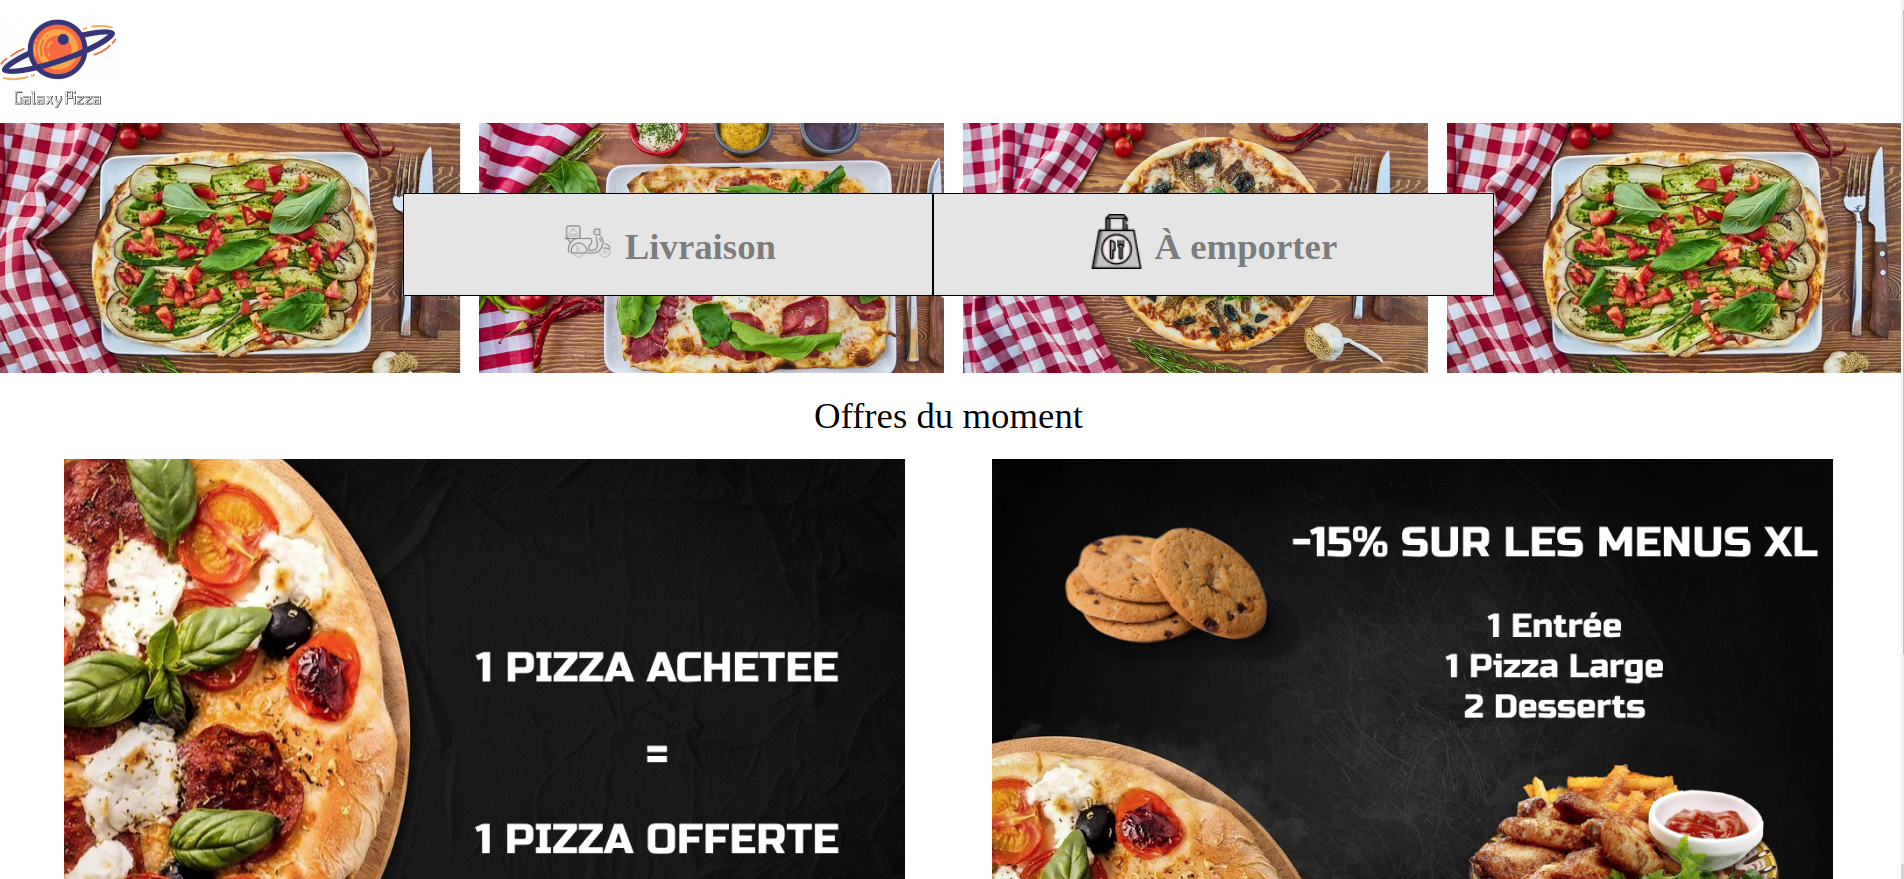 Galaxy Pizza
Livraison
À emporter
Offres du moment
1 PIZZA ACHETEE
=
1 PIZZA OFFERTE
-15% SUR LES MENUS XL
1 Entrée
1 Pizza Large
2 Desserts